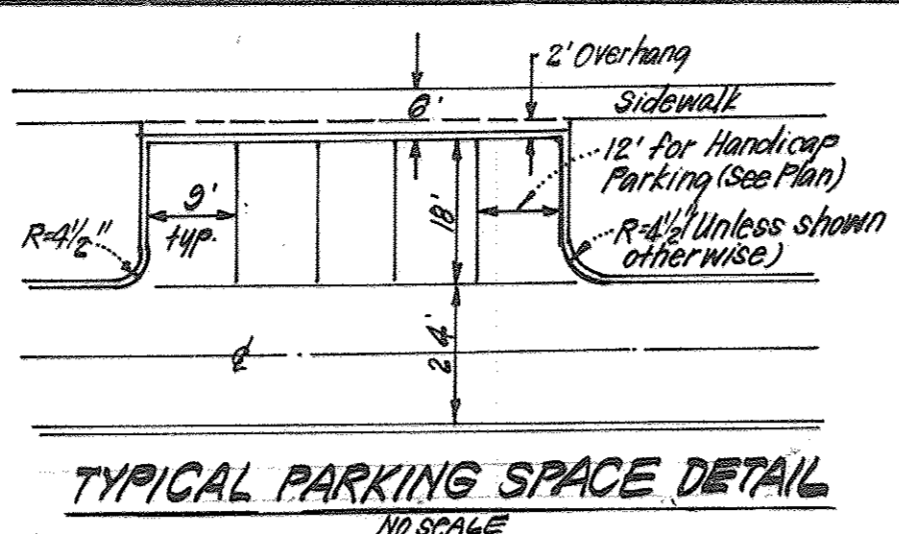 2' Overhang
Sidewalk
6'
12' for Handicap
Parking (See Plan)
9'
typ.
18'
R=4½"
R=4½" (Unless shown
otherwise)
24'
℄
TYPICAL PARKING SPACE DETAIL
NO SCALE